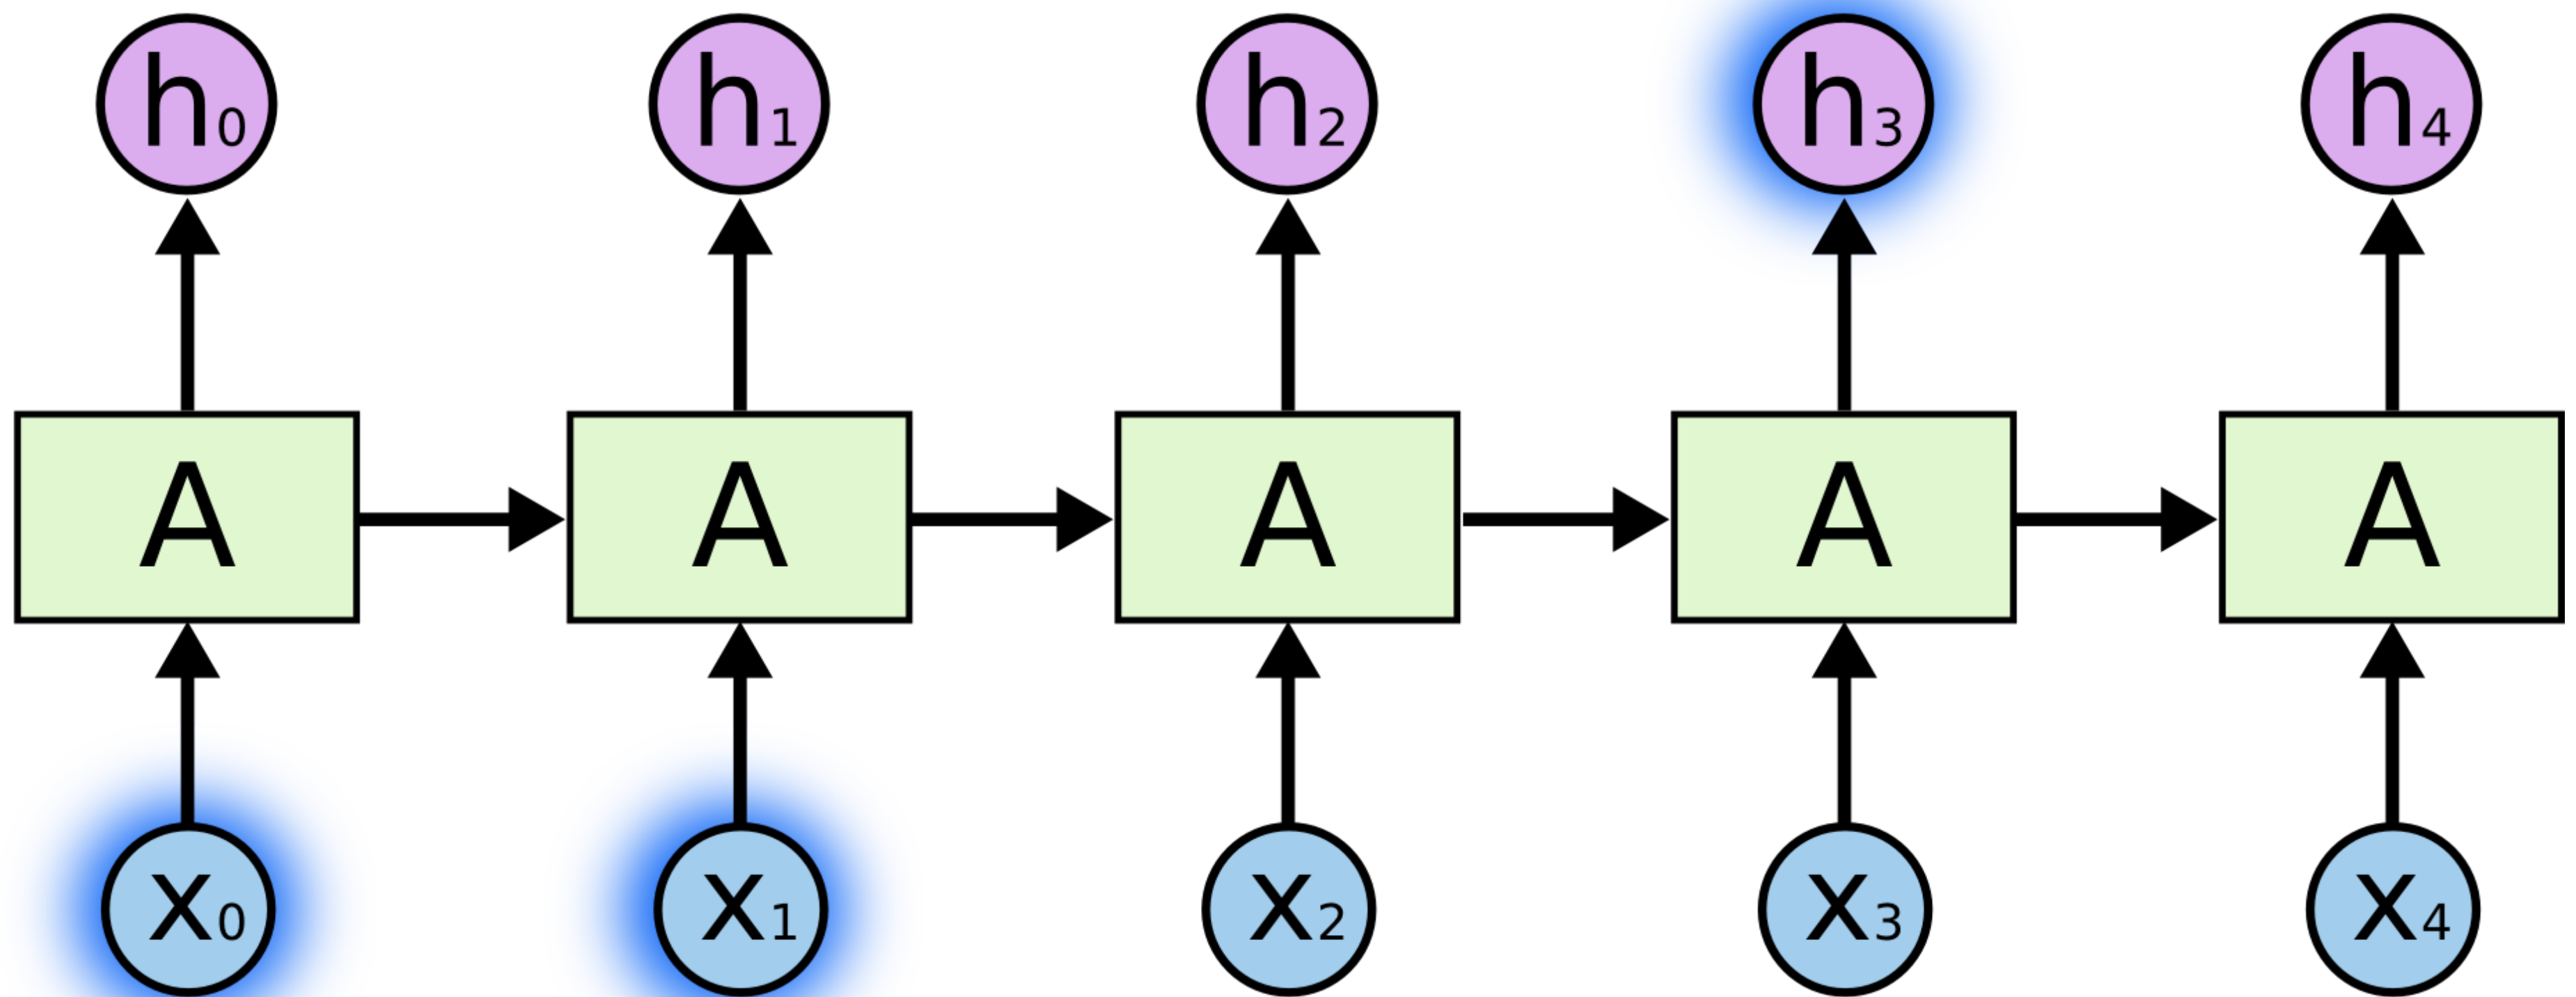 h₀ h₁ h₂ h₃ h₄
A A A A A
x₀ x₁ x₂ x₃ x₄